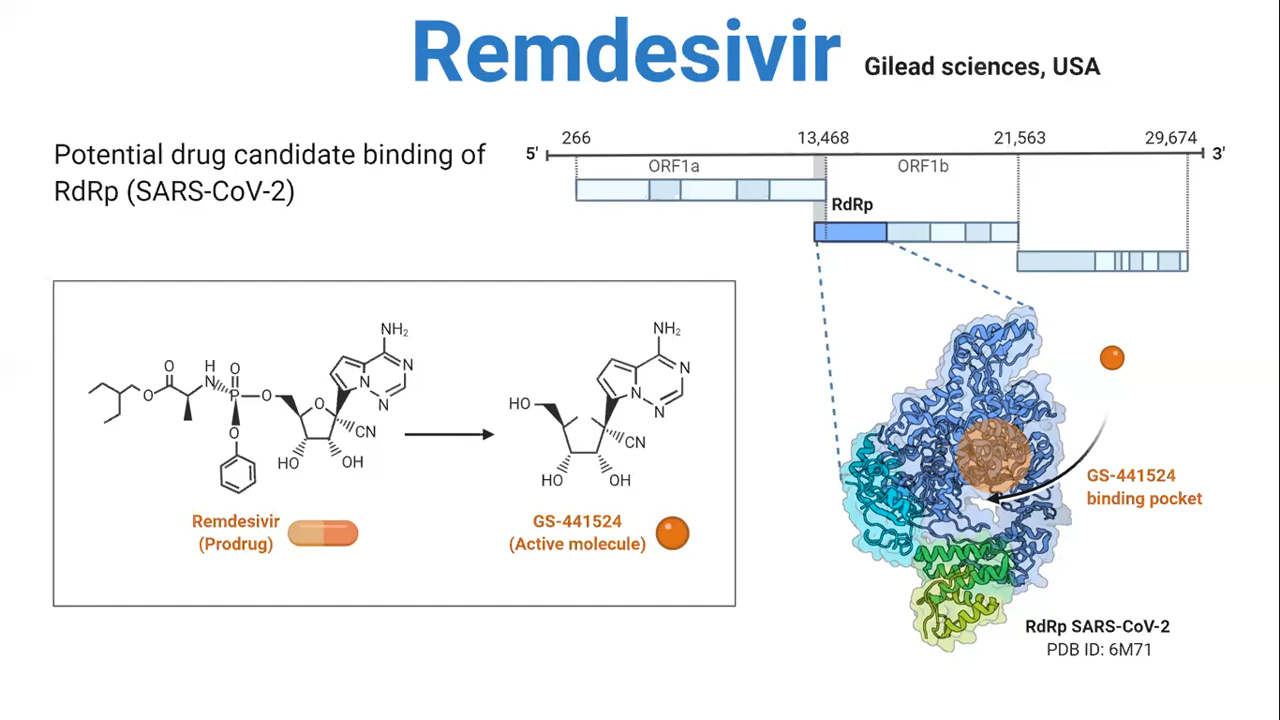 Remdesivir
Gilead sciences, USA
Potential drug candidate binding of
RdRp (SARS-CoV-2)
266
13,468
21,563
29,674
5'
3'
ORF1a
ORF1b
RdRp
NH₂
N
N
N
O
O
H
N
O
P
O
O
O
CN
HO
OH
NH₂
N
N
N
HO
CN
HO
OH
Remdesivir
(Prodrug)
GS-441524
(Active molecule)
GS-441524
binding pocket
RdRp SARS-CoV-2
PDB ID: 6M71